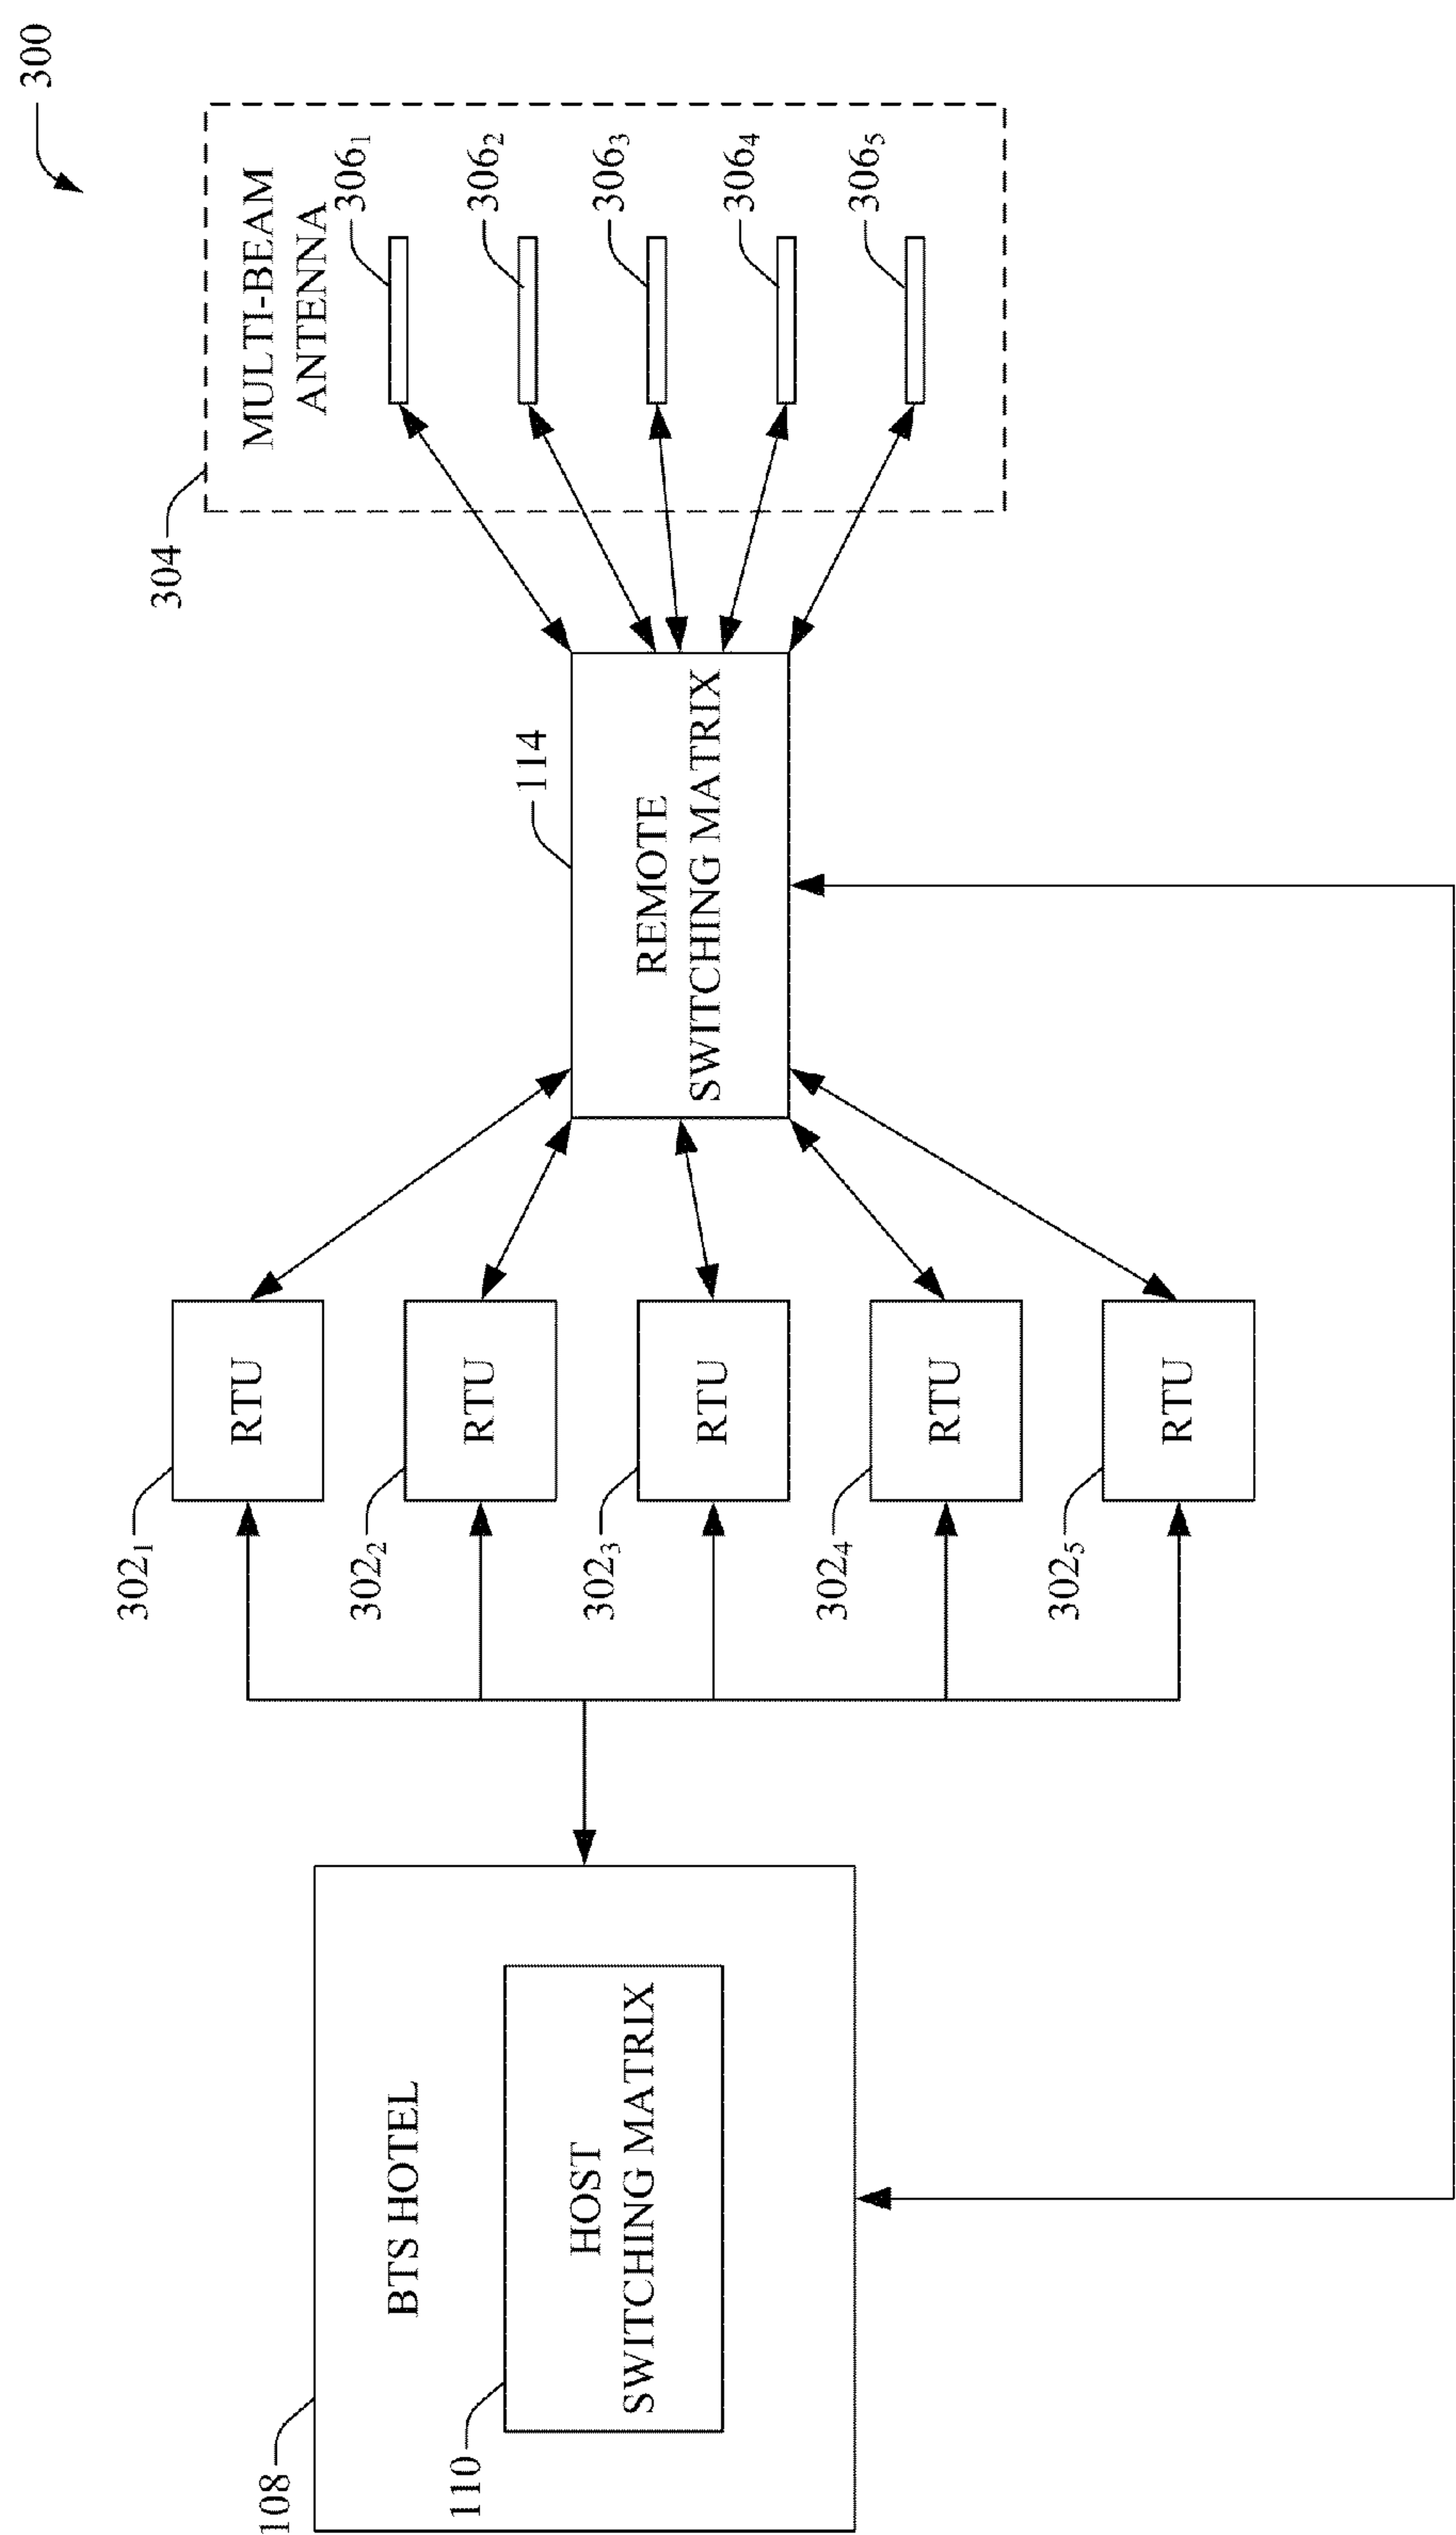 300
108
BTS HOTEL
110
HOST
SWITCHING MATRIX
302₁
RTU
302₂
RTU
302₃
RTU
302₄
RTU
302₅
RTU
114
REMOTE
SWITCHING MATRIX
304
MULTI-BEAM
ANTENNA
306₁
306₂
306₃
306₄
306₅